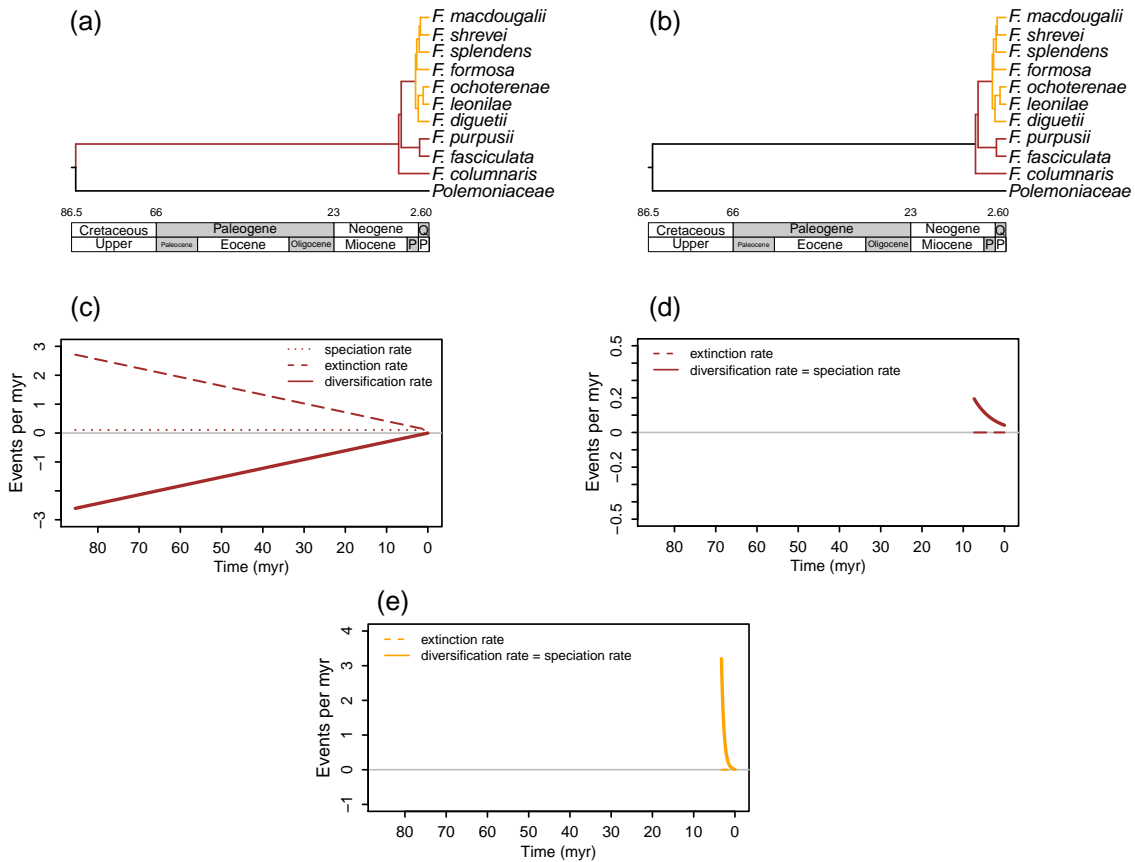 (a)
F. macdougalii
F. shrevei
F. splendens
F. formosa
F. ochoterenae
F. leonilae
F. diguetii
F. purpusii
F. fasciculata
F. columnaris
Polemoniaceae
86.5 66 23 2.60
Cretaceous Paleogene Neogene Q
Upper Paleocene Eocene Oligocene Miocene P P
(b)
F. macdougalii
F. shrevei
F. splendens
F. formosa
F. ochoterenae
F. leonilae
F. diguetii
F. purpusii
F. fasciculata
F. columnaris
Polemoniaceae
86.5 66 23 2.60
Cretaceous Paleogene Neogene Q
Upper Paleocene Eocene Oligocene Miocene P P
(c)
speciation rate
extinction rate
diversification rate
Events per myr
3
1
0
−1
−3
80 70 60 50 40 30 20 10 0
Time (myr)
(d)
extinction rate
diversification rate = speciation rate
Events per myr
0.5
0.2
0
−0.2
−0.5
80 70 60 50 40 30 20 10 0
Time (myr)
(e)
extinction rate
diversification rate = speciation rate
Events per myr
4
3
2
1
0
−1
80 70 60 50 40 30 20 10 0
Time (myr)